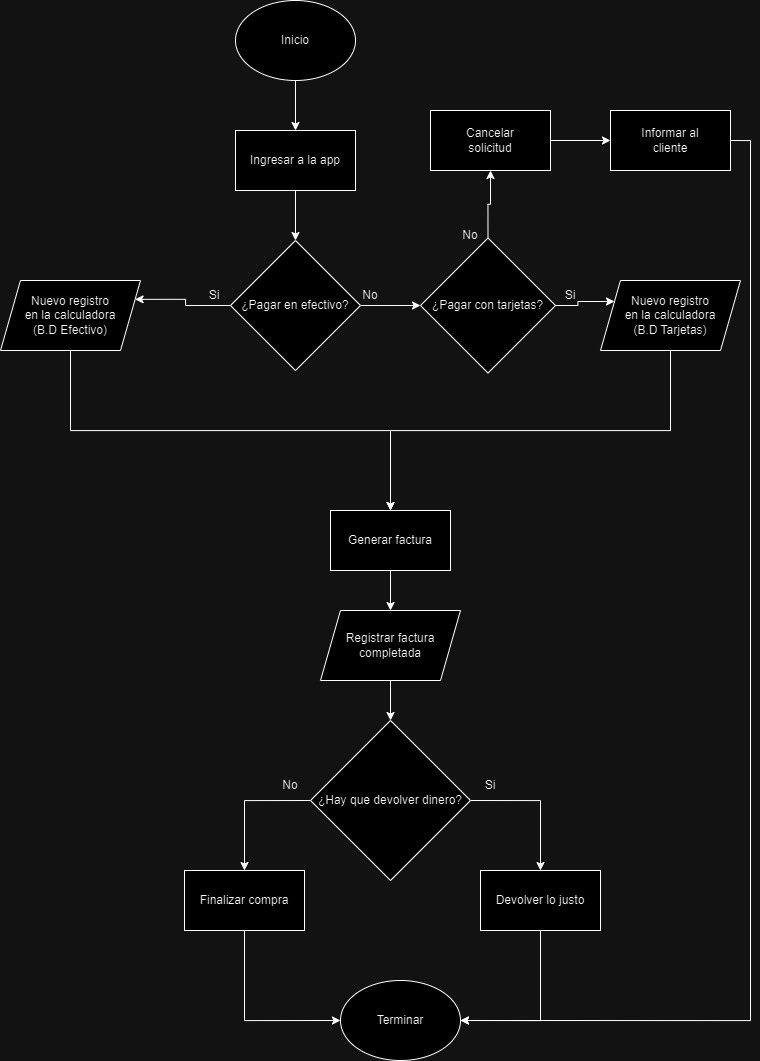 Inicio
Ingresar a la app
Cancelar
solicitud
Informar al
cliente
No
¿Pagar en efectivo?
Si
No
¿Pagar con tarjetas?
Si
Nuevo registro
en la calculadora
(B.D Efectivo)
Nuevo registro
en la calculadora
(B.D Tarjetas)
Generar factura
Registrar factura
completada
¿Hay que devolver dinero?
No
Si
Finalizar compra
Devolver lo justo
Terminar